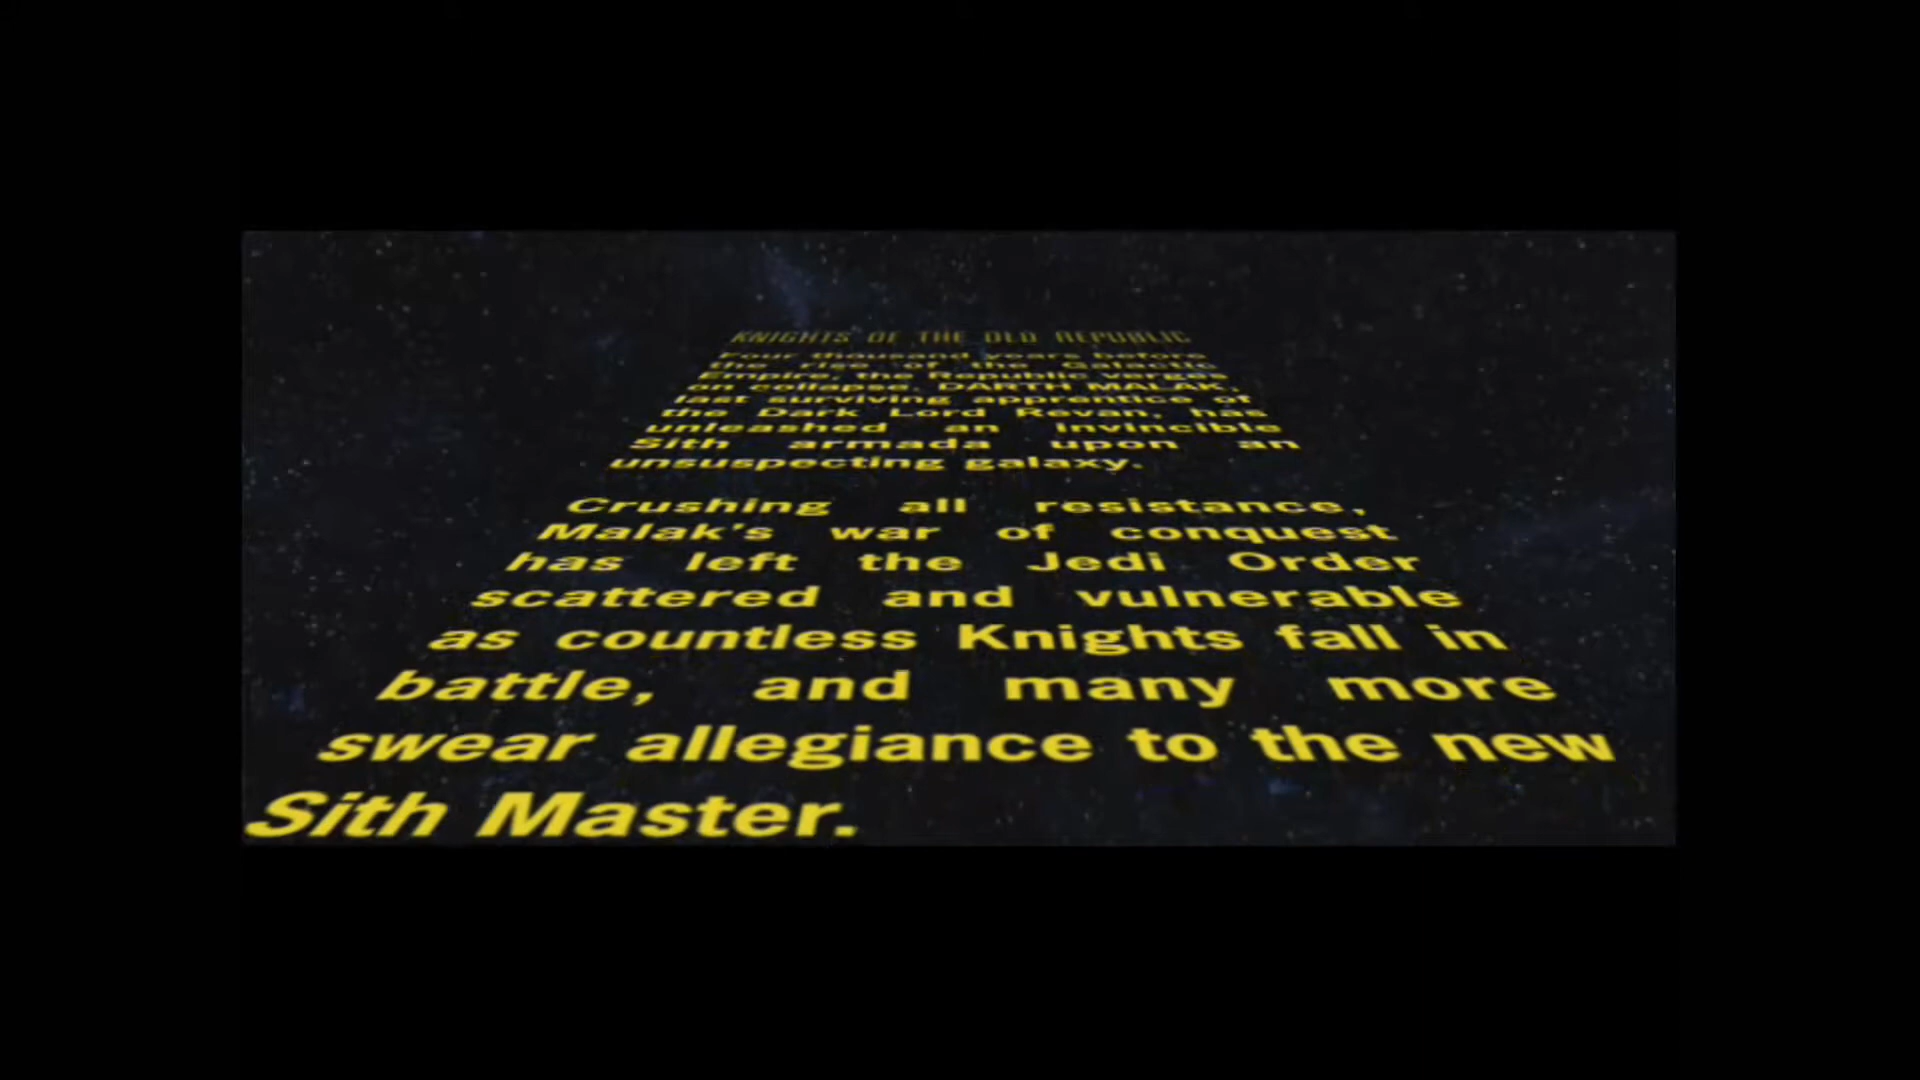 KNIGHTS OF THE OLD REPUBLIC
Four thousand years before
the rise of the Galactic
Empire, the Republic verges
on collapse. DARTH MALAK,
last surviving apprentice of
the Dark Lord Revan, has
unleashed an invincible
Sith armada upon an
unsuspecting galaxy.
Crushing all resistance,
Malak's war of conquest
has left the Jedi Order
scattered and vulnerable
as countless Knights fall in
battle, and many more
swear allegiance to the new
Sith Master.